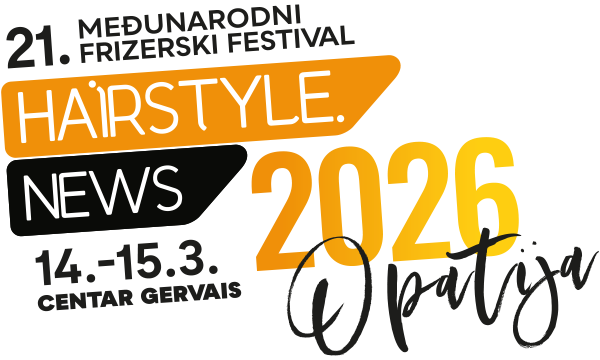 21. MEĐUNARODNI
FRIZERSKI FESTIVAL
HAIRSTYLE.
NEWS
2026
Opatija
14.-15.3.
CENTAR GERVAIS